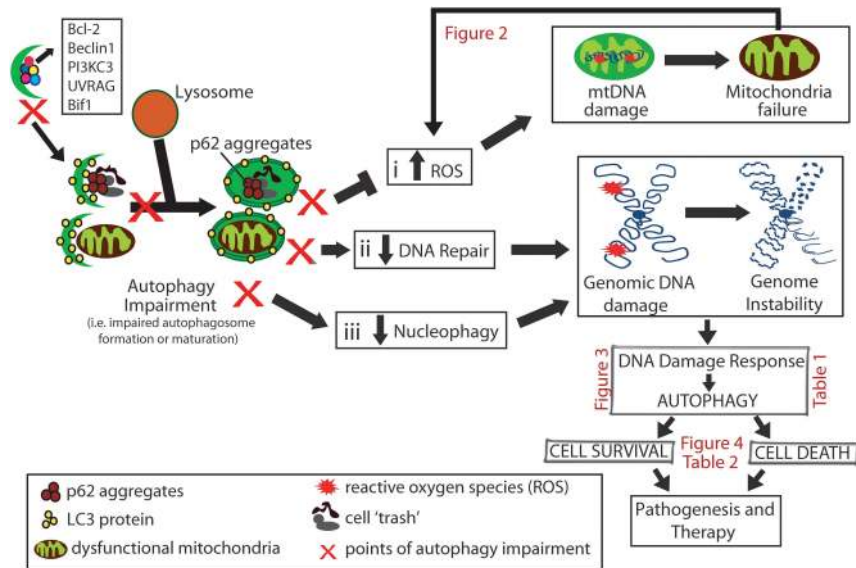 Bcl-2
Beclin1
PI3KC3
UVRAG
Bif1
Lysosome
p62 aggregates
Figure 2
mtDNA
damage
Mitochondria
failure
i ROS
ii DNA Repair
iii Nucleophagy
Autophagy
Impairment
(i.e. impaired autophagosome
formation or maturation)
Genomic DNA
damage
Genome
Instability
Figure 3
DNA Damage Response
AUTOPHAGY
Table 1
CELL SURVIVAL
Figure 4
Table 2
CELL DEATH
Pathogenesis and
Therapy
p62 aggregates
LC3 protein
dysfunctional mitochondria
reactive oxygen species (ROS)
cell 'trash'
points of autophagy impairment